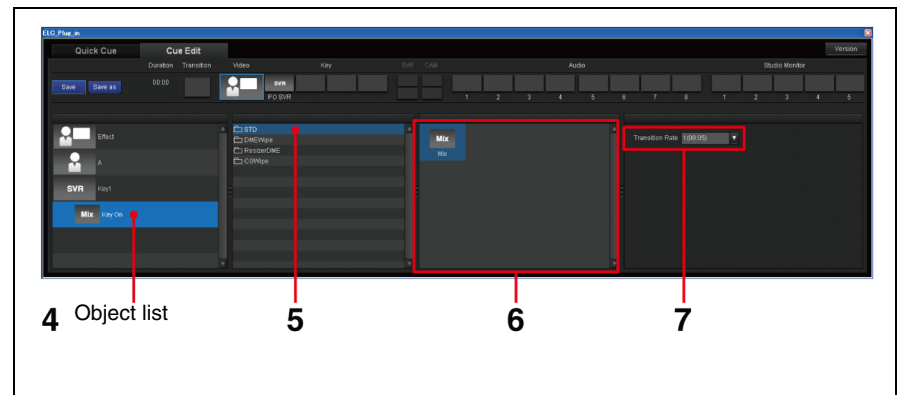 ELG_Plug_in
Quick Cue Cue Edit Version
Duration Transition Video Key SVR CAM Audio Studio Monitor
Save Save as 00:00 SVR
PO SVR 1 2 3 4 5 6 7 8 1 2 3 4 5
Effect
A
SVR Key1
Mix Key On
STD
DMEWipe
ResizerDME
COWipe
Mix
Mix
Transition Rate 1(00:05)
4 Object list 5 6 7